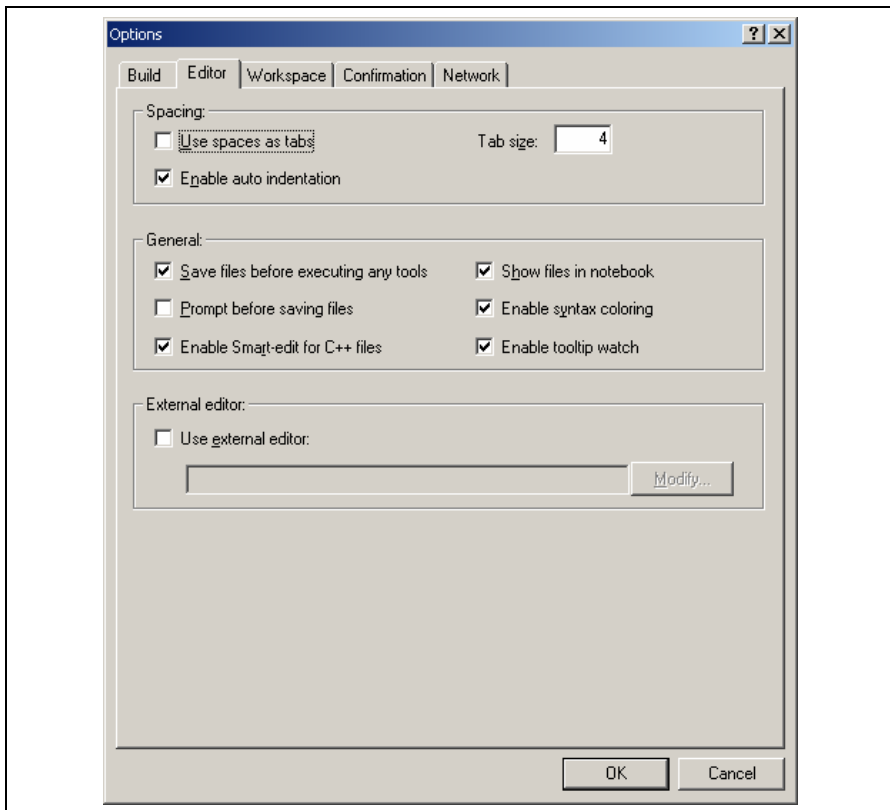 Options
Build Editor Workspace Confirmation Network
Spacing:
Use spaces as tabs Tab size: 4
Enable auto indentation
General:
Save files before executing any tools Show files in notebook
Prompt before saving files Enable syntax coloring
Enable Smart-edit for C++ files Enable tooltip watch
External editor:
Use external editor:
Modify...
OK Cancel